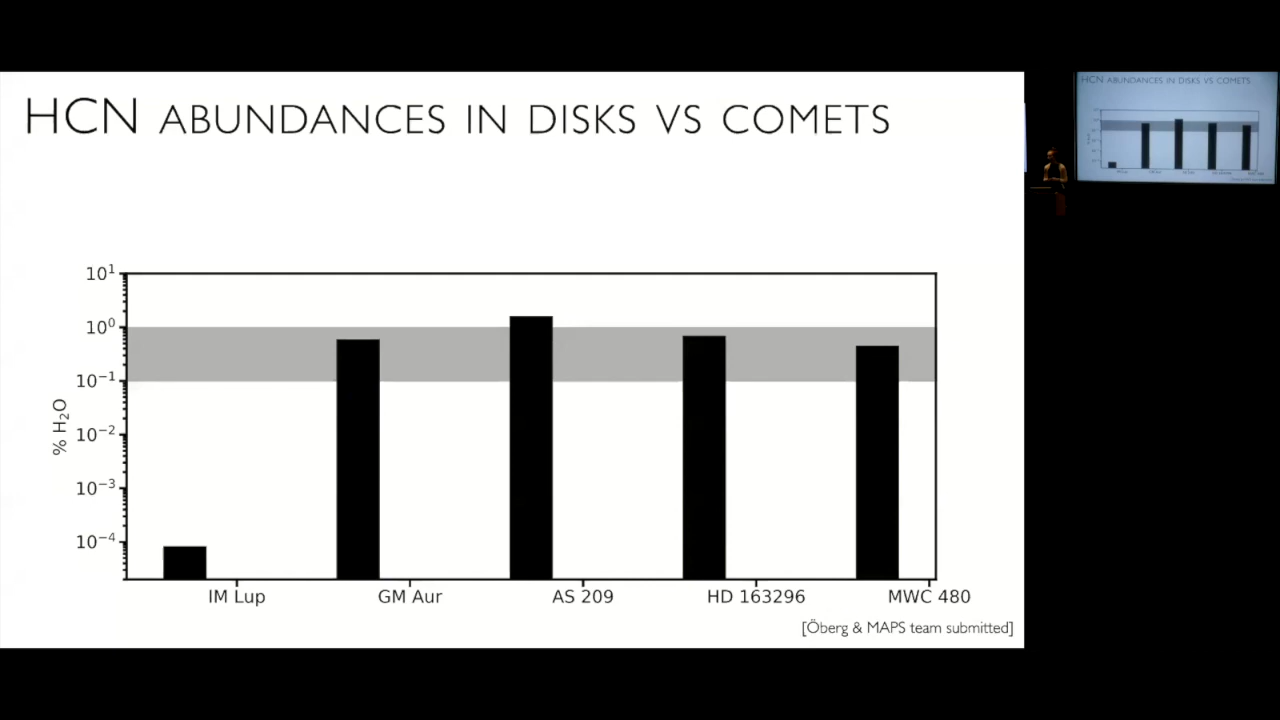 HCN ABUNDANCES IN DISKS VS COMETS
HCN ABUNDANCES IN DISKS VS COMETS
10¹
10⁰
10⁻¹
10⁻²
10⁻³
10⁻⁴
% H₂O
IM Lup
GM Aur
AS 209
HD 163296
MWC 480
[Öberg & MAPS team submitted]